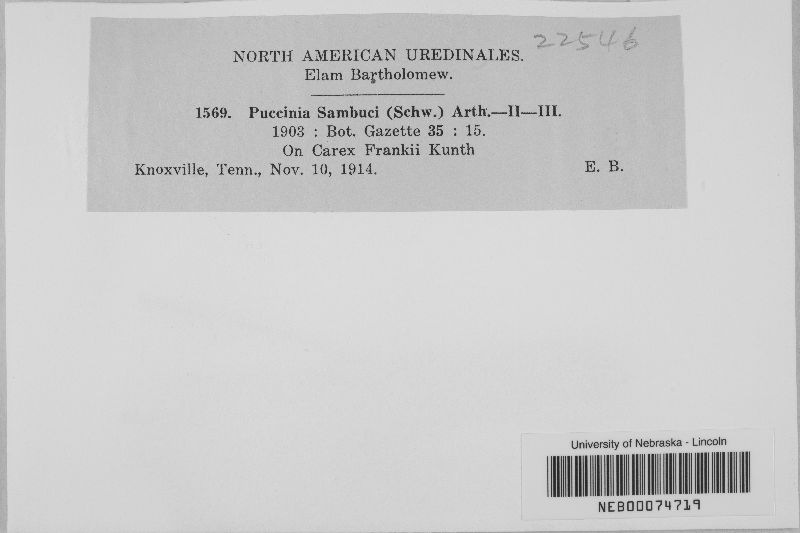 22546
NORTH AMERICAN UREDINALES.
Elam Bartholomew.
1569. Puccinia Sambuci (Schw.) Arth.—II—III.
1903 : Bot. Gazette 35 : 15.
On Carex Frankii Kunth
Knoxville, Tenn., Nov. 10, 1914. E. B.
University of Nebraska - Lincoln
NEB00074719